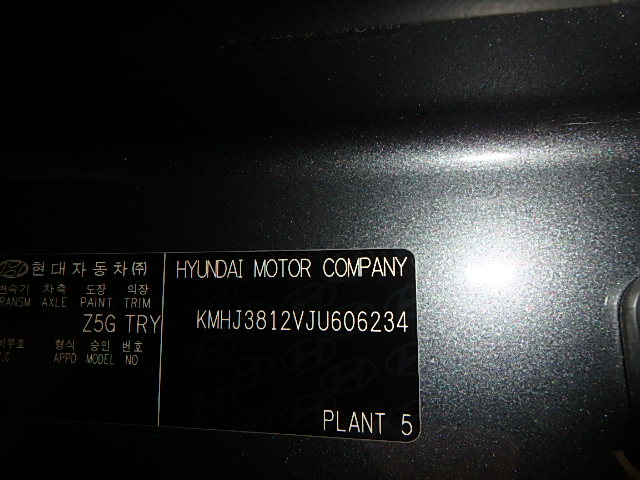 현대자동차㈜
변속기 차축 도장 의장
TRANSM AXLE PAINT TRIM
Z5G TRY
형식 승인 번호
APPD MODEL NO
HYUNDAI MOTOR COMPANY
KMHJ3812VJU606234
PLANT 5